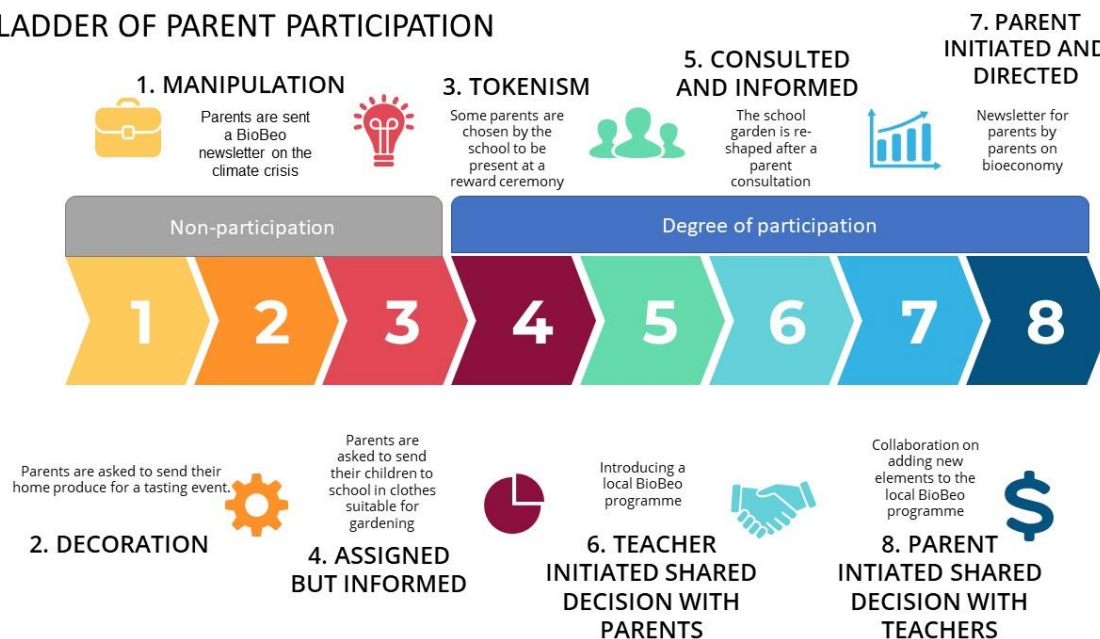 LADDER OF PARENT PARTICIPATION
1. MANIPULATION
Parents are sent
a BioBeo
newsletter on the
climate crisis
3. TOKENISM
Some parents are
chosen by the
school to be
present at a
reward ceremony
5. CONSULTED
AND INFORMED
The school
garden is re-
shaped after a
parent
consultation
7. PARENT
INITIATED AND
DIRECTED
Newsletter for
parents by
parents on
bioeconomy
Non-participation
Degree of participation
1
2
3
4
5
6
7
8
Parents are asked to send their
home produce for a tasting event.
2. DECORATION
Parents are
asked to send
their children to
school in clothes
suitable for
gardening
4. ASSIGNED
BUT INFORMED
Introducing a
local BioBeo
programme
6. TEACHER
INITIATED SHARED
DECISION WITH
PARENTS
Collaboration on
adding new
elements to the
local BioBeo
programme
$
8. PARENT
INTIATED SHARED
DECISION WITH
TEACHERS